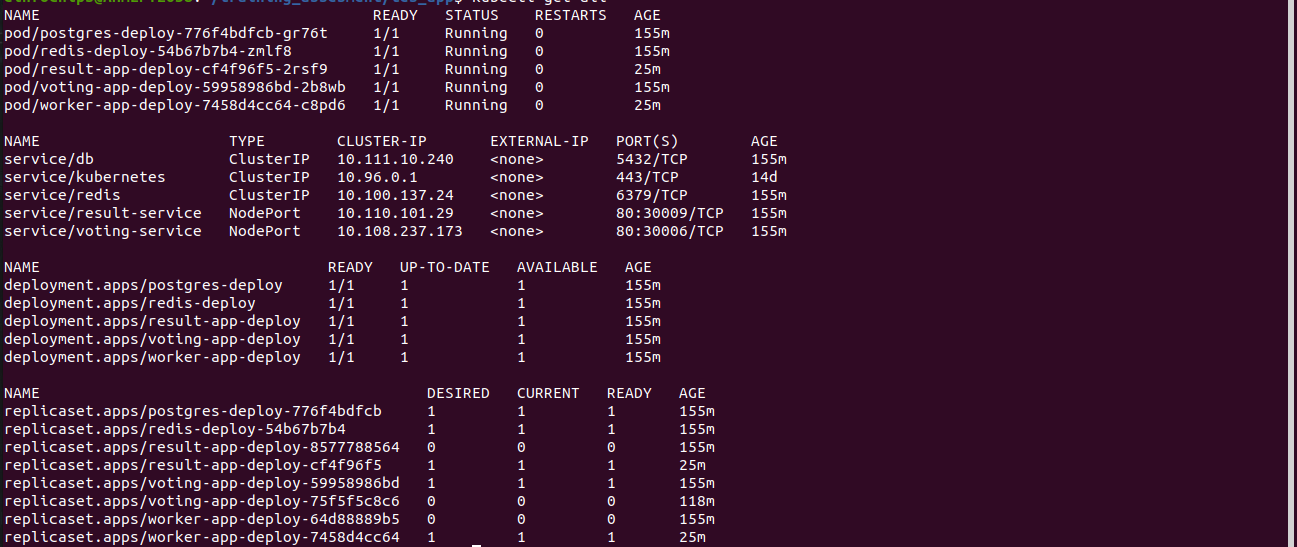 NAME READY STATUS RESTARTS AGE
pod/postgres-deploy-776f4bdfcb-gr76t 1/1 Running 0 155m
pod/redis-deploy-54b67b7b4-zmlf8 1/1 Running 0 155m
pod/result-app-deploy-cf4f96f5-2rsf9 1/1 Running 0 25m
pod/voting-app-deploy-59958986bd-2b8wb 1/1 Running 0 155m
pod/worker-app-deploy-7458d4cc64-c8pd6 1/1 Running 0 25m
NAME TYPE CLUSTER-IP EXTERNAL-IP PORT(S) AGE
service/db ClusterIP 10.111.10.240 <none> 5432/TCP 155m
service/kubernetes ClusterIP 10.96.0.1 <none> 443/TCP 14d
service/redis ClusterIP 10.100.137.24 <none> 6379/TCP 155m
service/result-service NodePort 10.110.101.29 <none> 80:30009/TCP 155m
service/voting-service NodePort 10.108.237.173 <none> 80:30006/TCP 155m
NAME READY UP-TO-DATE AVAILABLE AGE
deployment.apps/postgres-deploy 1/1 1 1 155m
deployment.apps/redis-deploy 1/1 1 1 155m
deployment.apps/result-app-deploy 1/1 1 1 155m
deployment.apps/voting-app-deploy 1/1 1 1 155m
deployment.apps/worker-app-deploy 1/1 1 1 155m
NAME DESIRED CURRENT READY AGE
replicaset.apps/postgres-deploy-776f4bdfcb 1 1 1 155m
replicaset.apps/redis-deploy-54b67b7b4 1 1 1 155m
replicaset.apps/result-app-deploy-8577788564 0 0 0 155m
replicaset.apps/result-app-deploy-cf4f96f5 1 1 1 25m
replicaset.apps/voting-app-deploy-59958986bd 1 1 1 155m
replicaset.apps/voting-app-deploy-75f5f5c8c6 0 0 0 118m
replicaset.apps/worker-app-deploy-64d88889b5 0 0 0 155m
replicaset.apps/worker-app-deploy-7458d4cc64 1 1 1 25m